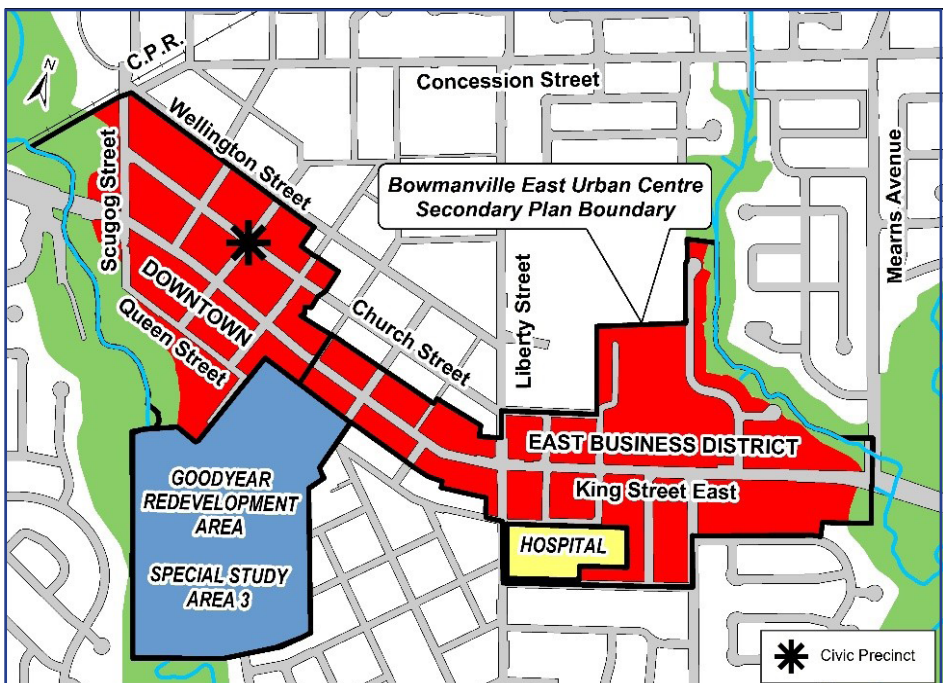 N
C.P.R.
Concession Street
Wellington Street
Scugog Street
Bowmanville East Urban Centre
Secondary Plan Boundary
Mearns Avenue
DOWNTOWN
Queen Street
Church Street
Liberty Street
EAST BUSINESS DISTRICT
King Street East
GOODYEAR
REDEVELOPMENT
AREA
SPECIAL STUDY
AREA 3
HOSPITAL
Civic Precinct